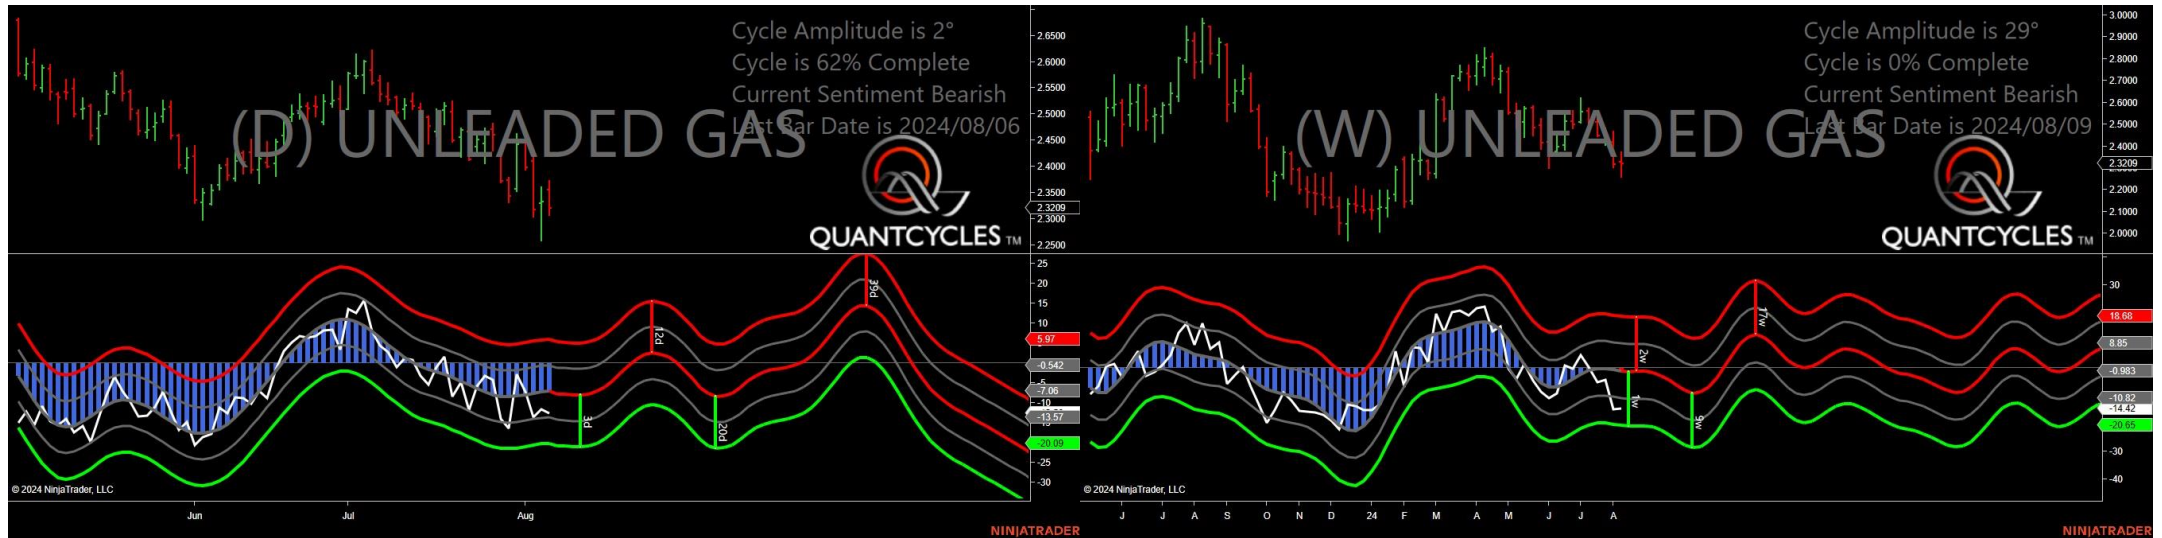 Cycle Amplitude is 2°
Cycle is 62% Complete
Current Sentiment Bearish
Last Bar Date is 2024/08/06
(D) UNLEADED GAS
QUANTCYCLES TM
2.6500
2.6000
2.5500
2.5000
2.4500
2.4000
2.3500
2.3209
2.3000
2.2500
25
20
15
10
5.97
-0.542
-5
-7.06
-10
-13.57
-20.09
-25
-30
12d
39d
3d
20d
© 2024 NinjaTrader, LLC
Jun
Jul
Aug
NINJATRADER
Cycle Amplitude is 29°
Cycle is 0% Complete
Current Sentiment Bearish
Last Bar Date is 2024/08/09
(W) UNLEADED GAS
QUANTCYCLES TM
3.0000
2.9000
2.8000
2.7000
2.6000
2.5000
2.4000
2.3209
2.2000
2.1000
2.0000
30
18.68
8.85
-0.983
-10.82
-14.42
-20.65
-30
-40
2w
17w
1w
9w
© 2024 NinjaTrader, LLC
J
J
A
S
O
N
D
24
F
M
A
M
J
J
A
NINJATRADER